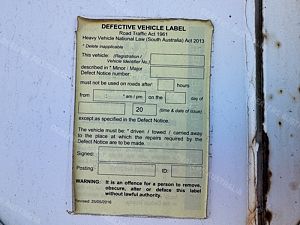 DEFECTIVE VEHICLE LABEL
Road Traffic Act 1961
Heavy Vehicle National Law (South Australia) Act 2013
* Delete inapplicable
This vehicle: (Registration /
Vehicle Identifier No.)
described in * Minor / Major
Defect Notice number:
must not be used on roads after
hours
from : * am / pm on the day of
20 (time & date of issue)
except as specified in the Defect Notice.
The vehicle must be * driven / towed / carried away
to the place at which the repairs required by the
Defect Notice are to be made.
Signed:
Posting: ID:
WARNING: It is an offence for a person to remove,
obscure, alter or deface this label
without lawful authority.